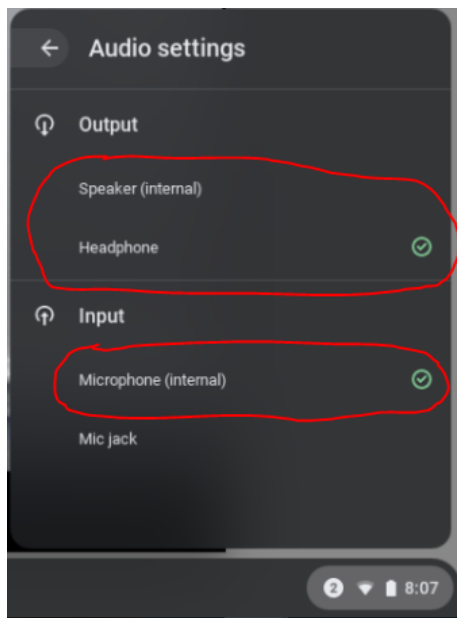 Audio settings
Output
Speaker (internal)
Headphone
Input
Microphone (internal)
Mic jack
2 8:07